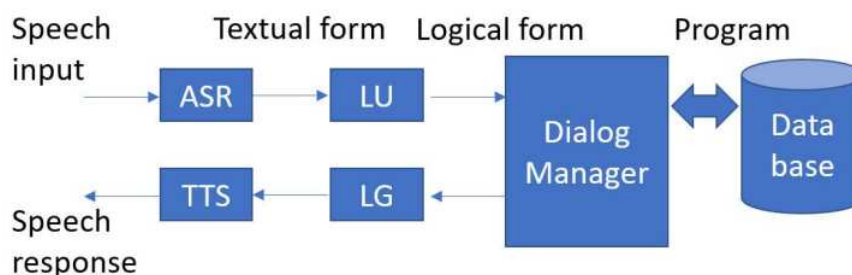 Speech
input
Textual form
Logical form
Program
ASR
LU
Dialog
Manager
Data
base
TTS
LG
Speech
response